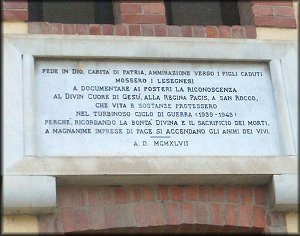 FEDE IN DIO, CARITÀ DI PATRIA, AMMIRAZIONE VERSO I FIGLI CADUTI
MOSSERO I LESEGNESI
A DOCUMENTARE AI POSTERI LA RICONOSCENZA
AL DIVIN CUORE DI GESÙ, ALLA REGINA PACIS, A SAN ROCCO,
CHE VITA E SOSTANZE PROTESSERO
NEL TURBINOSO CICLO DI GUERRA (1939-1945)
PERCHÈ, RICORDANDO LA BONTÀ DIVINA E IL SACRIFICIO DEI MORTI,
A MAGNANIME IMPRESE DI PACE SI ACCENDANO GLI ANIMI DEI VIVI.
A. D. MCMXLVII